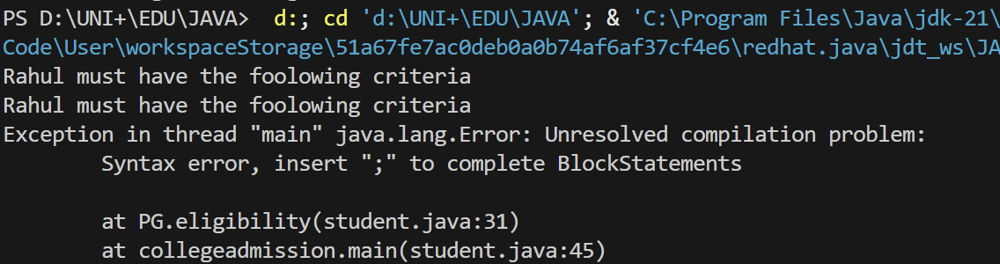 PS D:\UNI+\EDU\JAVA>  d:; cd 'd:\UNI+\EDU\JAVA'; & 'C:\Program Files\Java\jdk-21\
Code\User\workspaceStorage\51a67fe7ac0deb0a0b74af6af37cf4e6\redhat.java\jdt_ws\JA
Rahul must have the foolowing criteria
Rahul must have the foolowing criteria
Exception in thread "main" java.lang.Error: Unresolved compilation problem:
        Syntax error, insert ";" to complete BlockStatements

        at PG.eligibility(student.java:31)
        at collegeadmission.main(student.java:45)